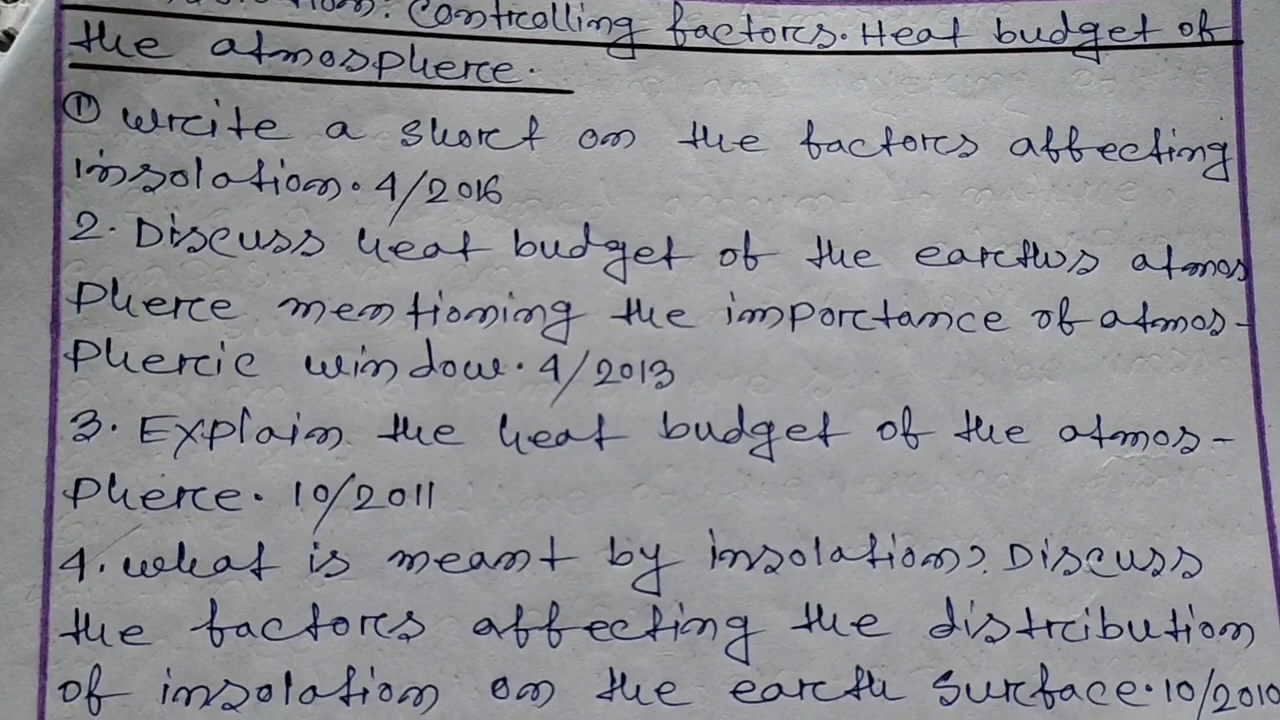 Controlling factors. Heat budget of
the atmosphere.
① Write a short on the factors affecting
insolation. 4/2016
2. Discuss heat budget of the earths atmos
phere mentioning the importance of atmos-
pheric window. 4/2013
3. Explain the heat budget of the atmos-
phere. 10/2011
4. What is meant by insolation? Discuss
the factors affecting the distribution
of insolation on the earth surface. 10/2010